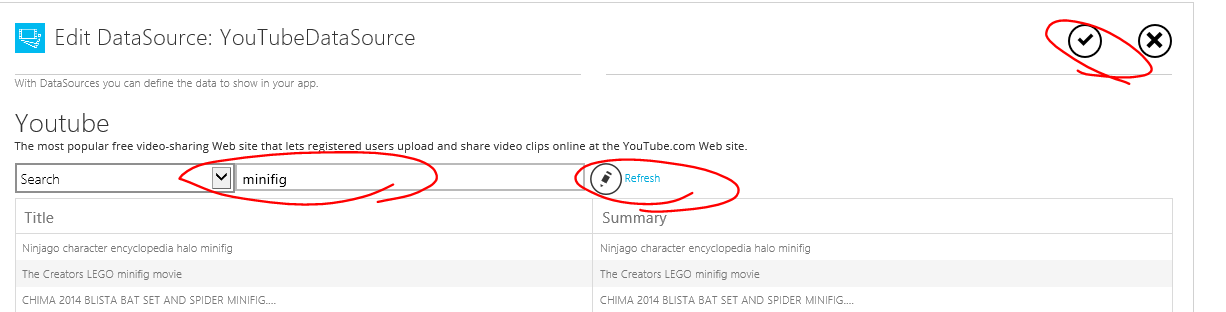 Edit DataSource: YouTubeDataSource
With DataSources you can define the data to show in your app.
Youtube
The most popular free video-sharing Web site that lets registered users upload and share video clips online at the YouTube.com Web site.
Search minifig Refresh
Title Summary
Ninjago character encyclopedia halo minifig Ninjago character encyclopedia halo minifig
The Creators LEGO minifig movie The Creators LEGO minifig movie
CHIMA 2014 BLISTA BAT SET AND SPIDER MINIFIG.... CHIMA 2014 BLISTA BAT SET AND SPIDER MINIFIG....